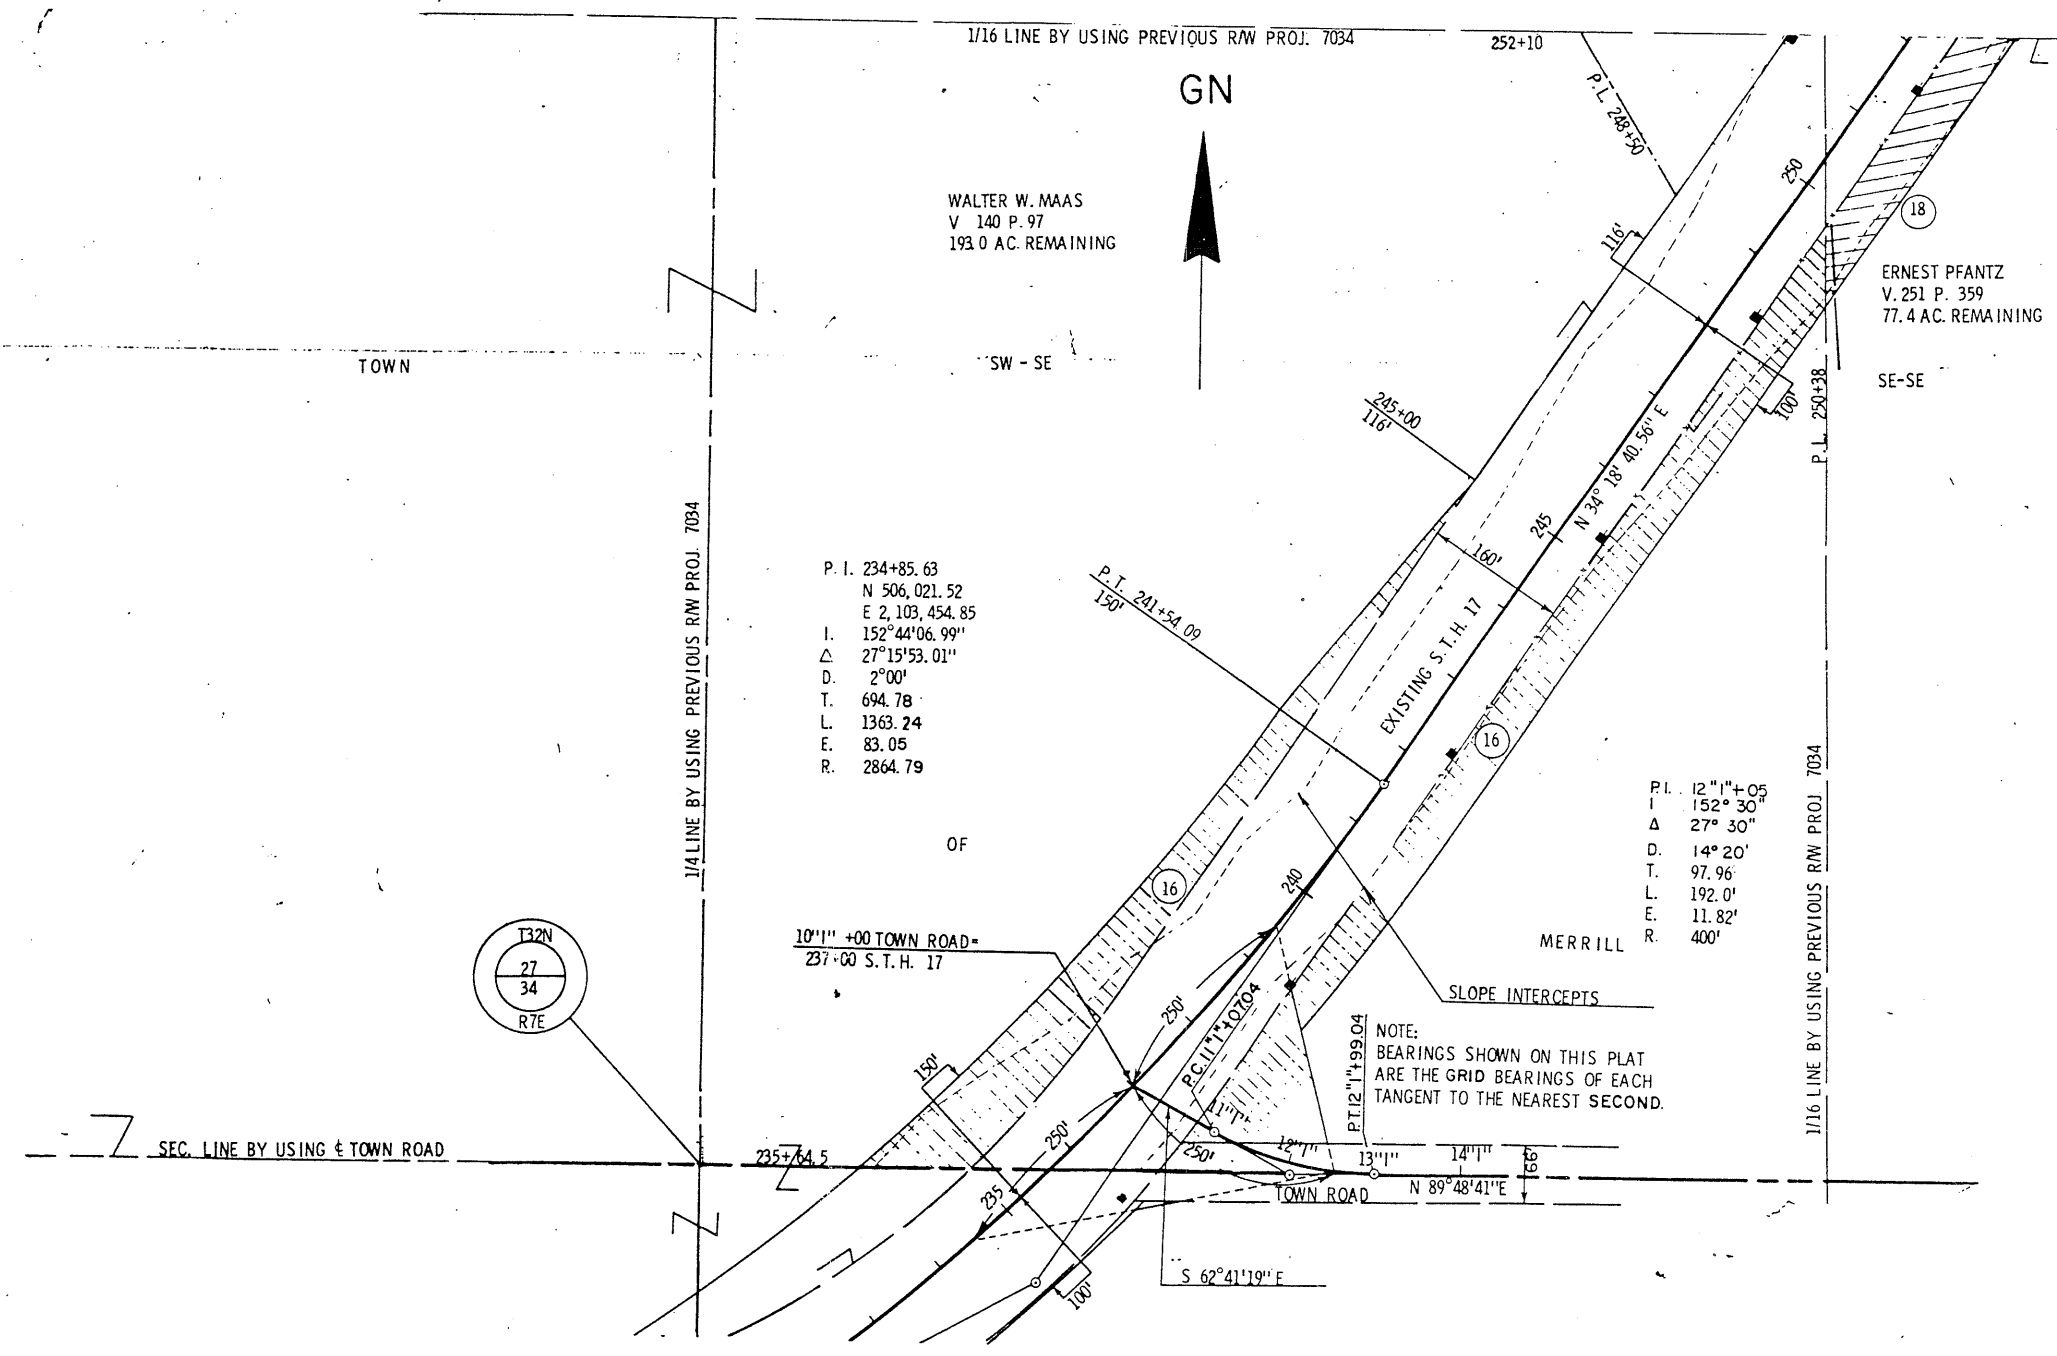 1/16 LINE BY USING PREVIOUS R/W PROJ. 7034
252+10
GN
P.L. 248+50
WALTER W. MAAS
V 140 P. 97
193.0 AC. REMAINING
250
18
116'
ERNEST PFANTZ
V. 251 P. 359
77.4 AC. REMAINING
TOWN
SW - SE
SE-SE
P. L. 250+38
100'
245+00
116'
N 34° 18' 40.56" E
245
160'
1/4 LINE BY USING PREVIOUS R/W PROJ. 7034
P. I. 234+85.63
N 506,021.52
E 2,103,454.85
I. 152°44'06.99"
Δ 27°15'53.01"
D. 2°00'
T. 694.78
L. 1363.24
E. 83.05
R. 2864.79
P. T. 241+54.09
150'
EXISTING S.T.H. 17
16
P.I. 12"1"+05
I 152° 30"
Δ 27° 30"
D. 14° 20'
T. 97.96
L. 192.0'
E. 11.82'
R. 400'
1/16 LINE BY USING PREVIOUS R/W PROJ 7034
OF
16
240
MERRILL
10"1" +00 TOWN ROAD=
237+00 S.T.H. 17
T32N
27
34
R7E
SLOPE INTERCEPTS
250'
P.C. 11"1"+07.04
P.T. 12"1"+99.04
NOTE:
BEARINGS SHOWN ON THIS PLAT
ARE THE GRID BEARINGS OF EACH
TANGENT TO THE NEAREST SECOND.
150'
11"1"
250'
250'
12"1"
13"1"
14"1"
66'
SEC. LINE BY USING ℄ TOWN ROAD
235+64.5
235
TOWN ROAD
N 89°48'41"E
S 62°41'19" E
100'